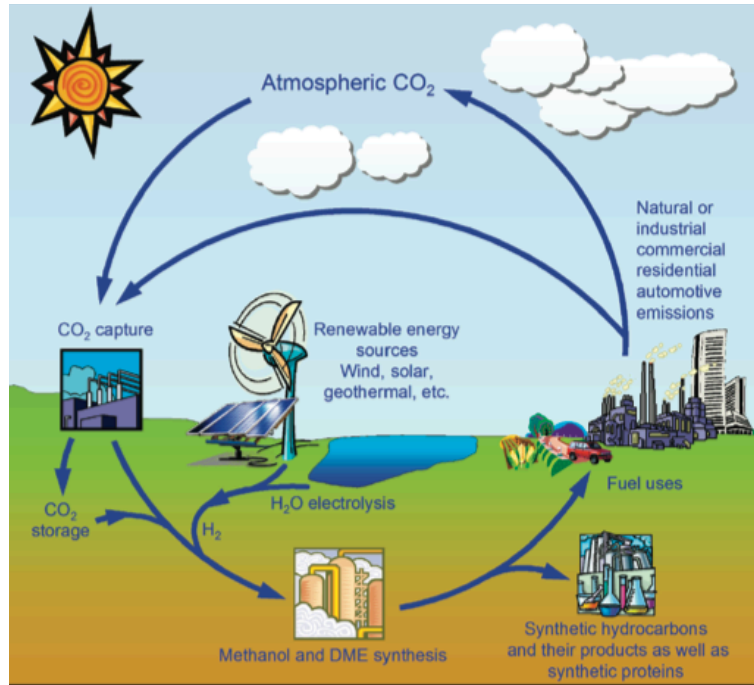 Atmospheric CO₂
Natural or
industrial
commercial
residential
automotive
emissions
CO₂ capture
Renewable energy
sources
Wind, solar,
geothermal, etc.
CO₂
storage
H₂
H₂O electrolysis
Fuel uses
Methanol and DME synthesis
Synthetic hydrocarbons
and their products as well as
synthetic proteins